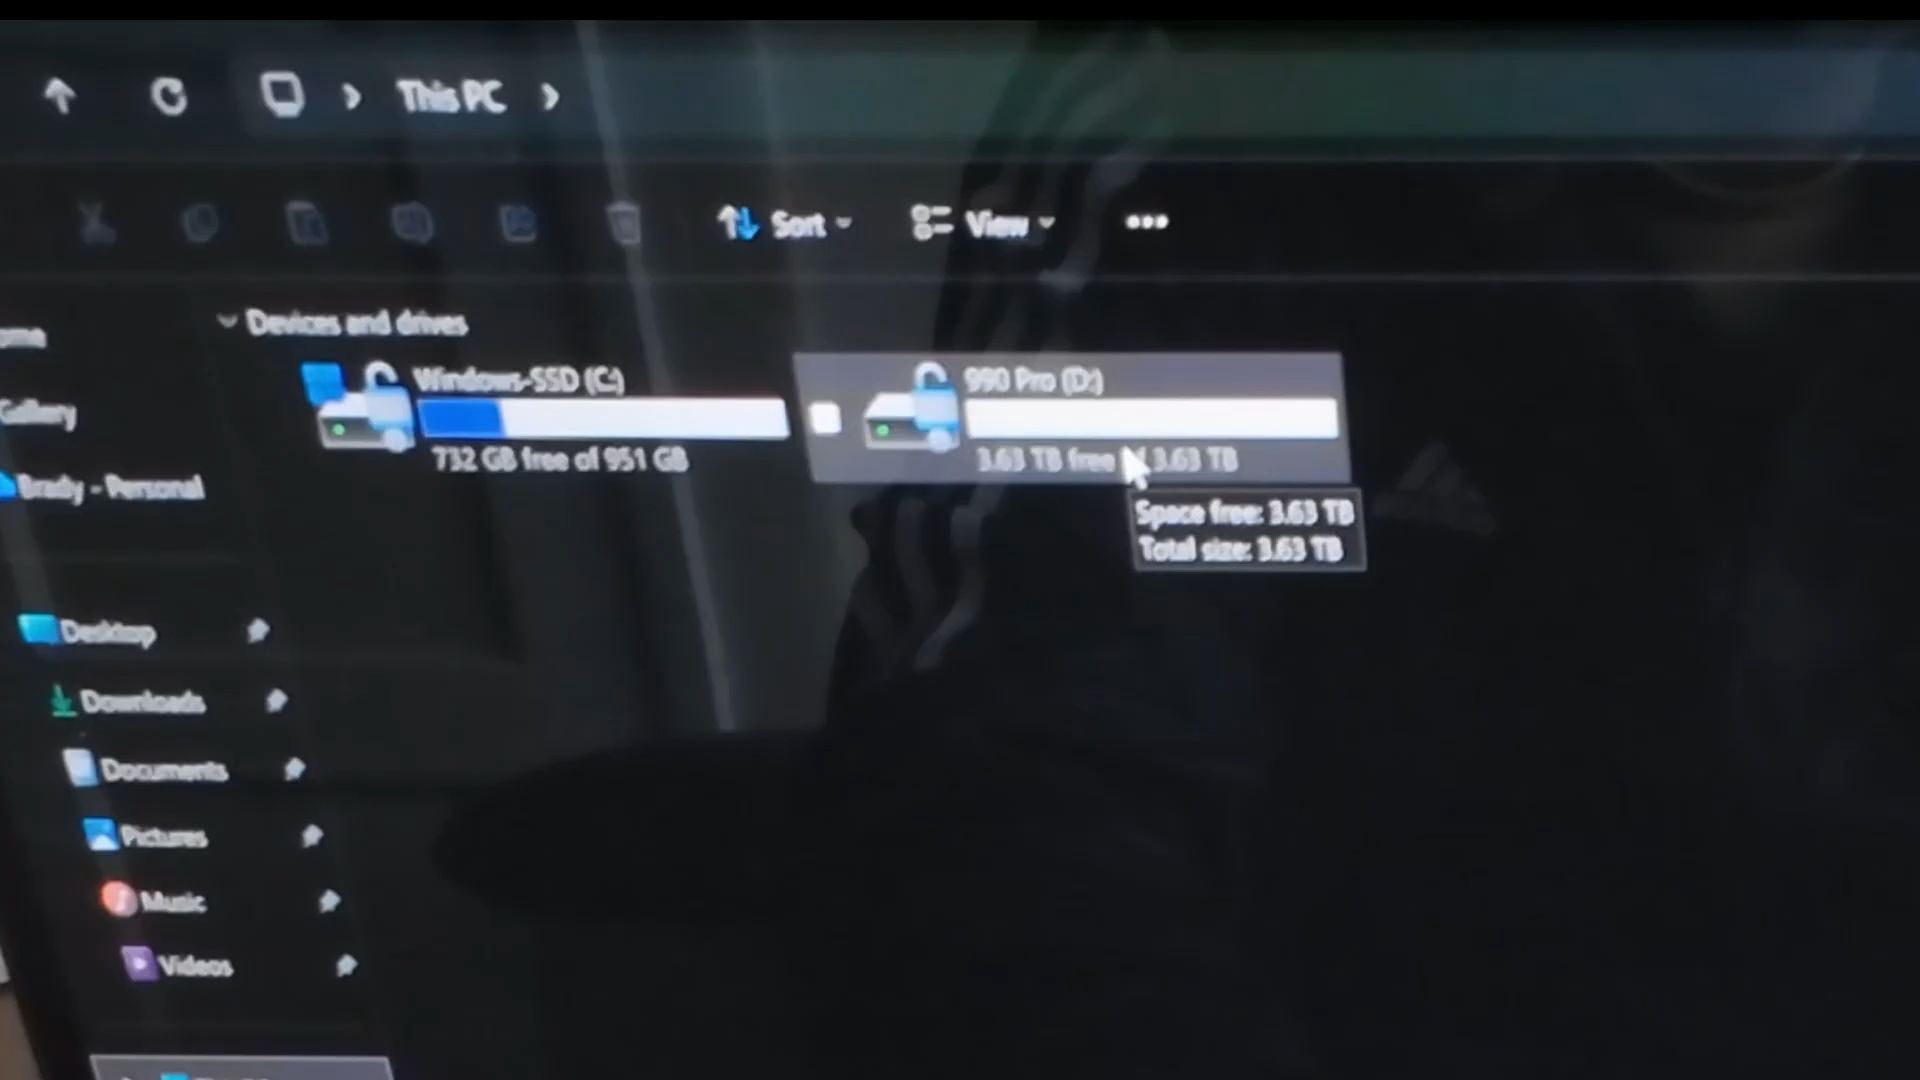 This PC
Sort
View
Devices and drives
Windows-SSD (C:)
732 GB free of 951 GB
990 Pro (D:)
3.63 TB free of 3.63 TB
Space free: 3.63 TB
Total size: 3.63 TB
Gallery
Brady - Personal
Desktop
Downloads
Documents
Pictures
Music
Videos